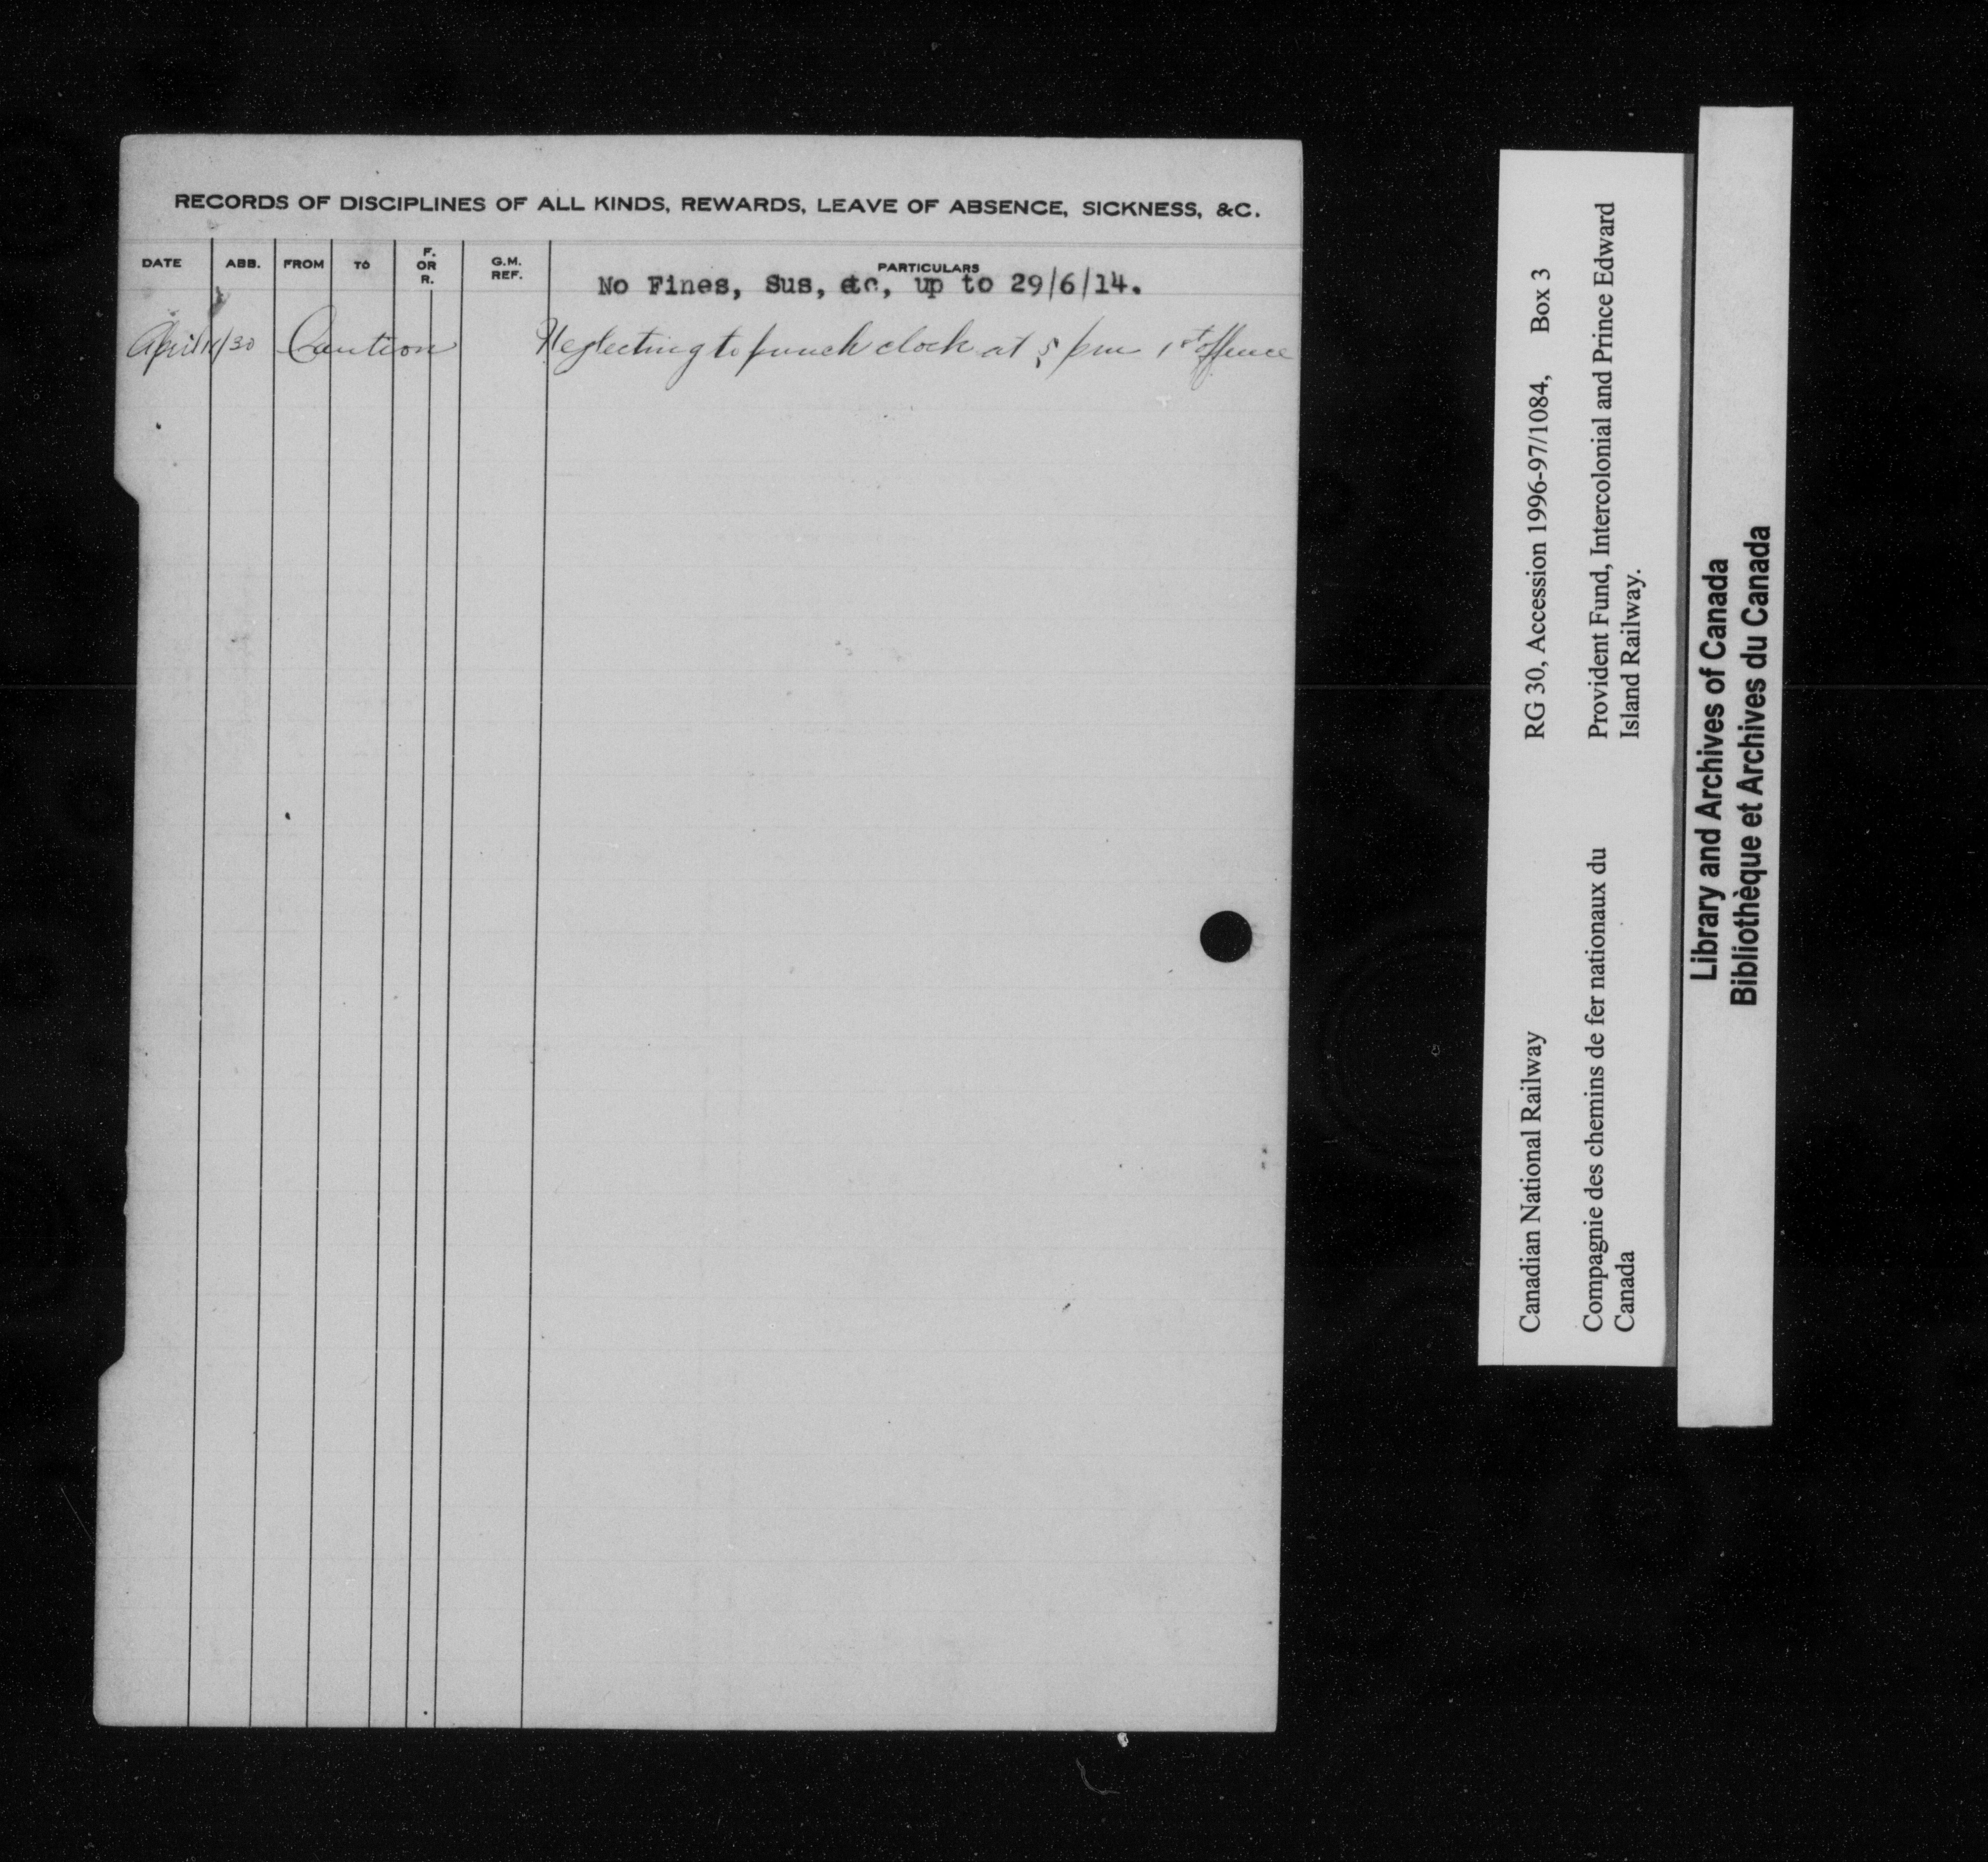 RECORDS OF DISCIPLINES OF ALL KINDS, REWARDS, LEAVE OF ABSENCE, SICKNESS, &C.
DATE ABB. FROM TO F. OR R. G.M. REF. PARTICULARS
No Fines, Sus, etc, up to 29/6/14.
April /30 Caution Neglecting to punch clock at 5 pm 1st offence
RG 30, Accession 1996-97/1084, Box 3
Provident Fund, Intercolonial and Prince Edward
Island Railway.
Canadian National Railway
Compagnie des chemins de fer nationaux du
Canada
Library and Archives of Canada
Bibliothèque et Archives du Canada